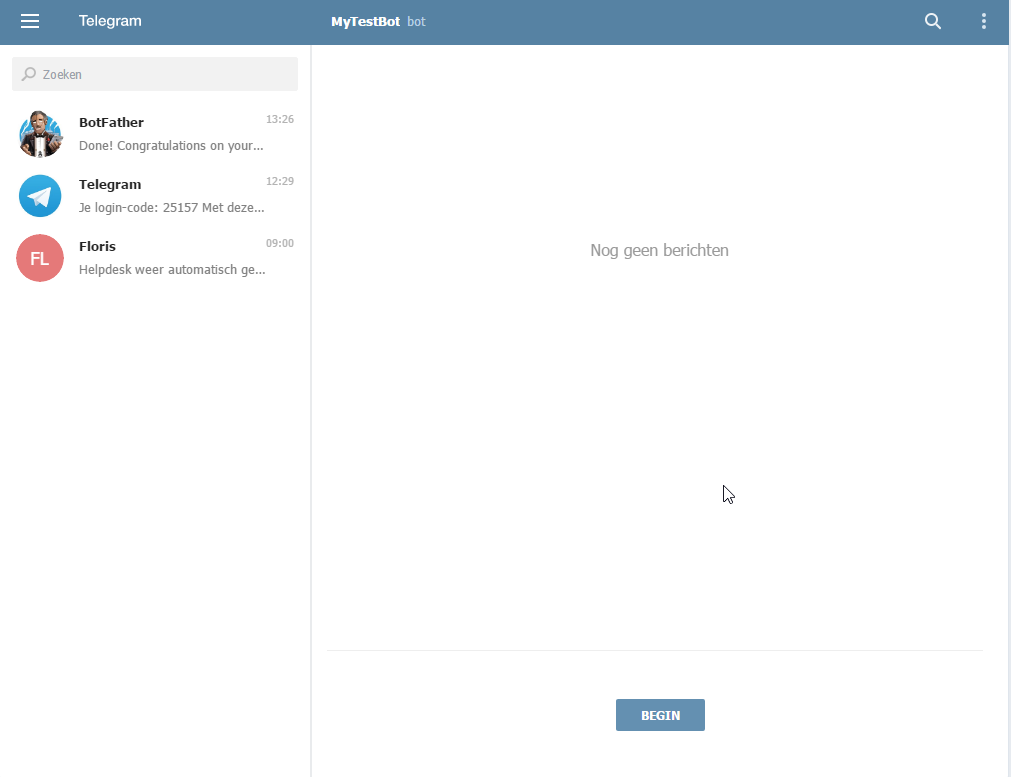 Telegram
MyTestBot bot
Zoeken
BotFather 13:26
Done! Congratulations on your...
Telegram 12:29
Je login-code: 25157 Met deze...
FL
Floris 09:00
Helpdesk weer automatisch ge...
Nog geen berichten
BEGIN